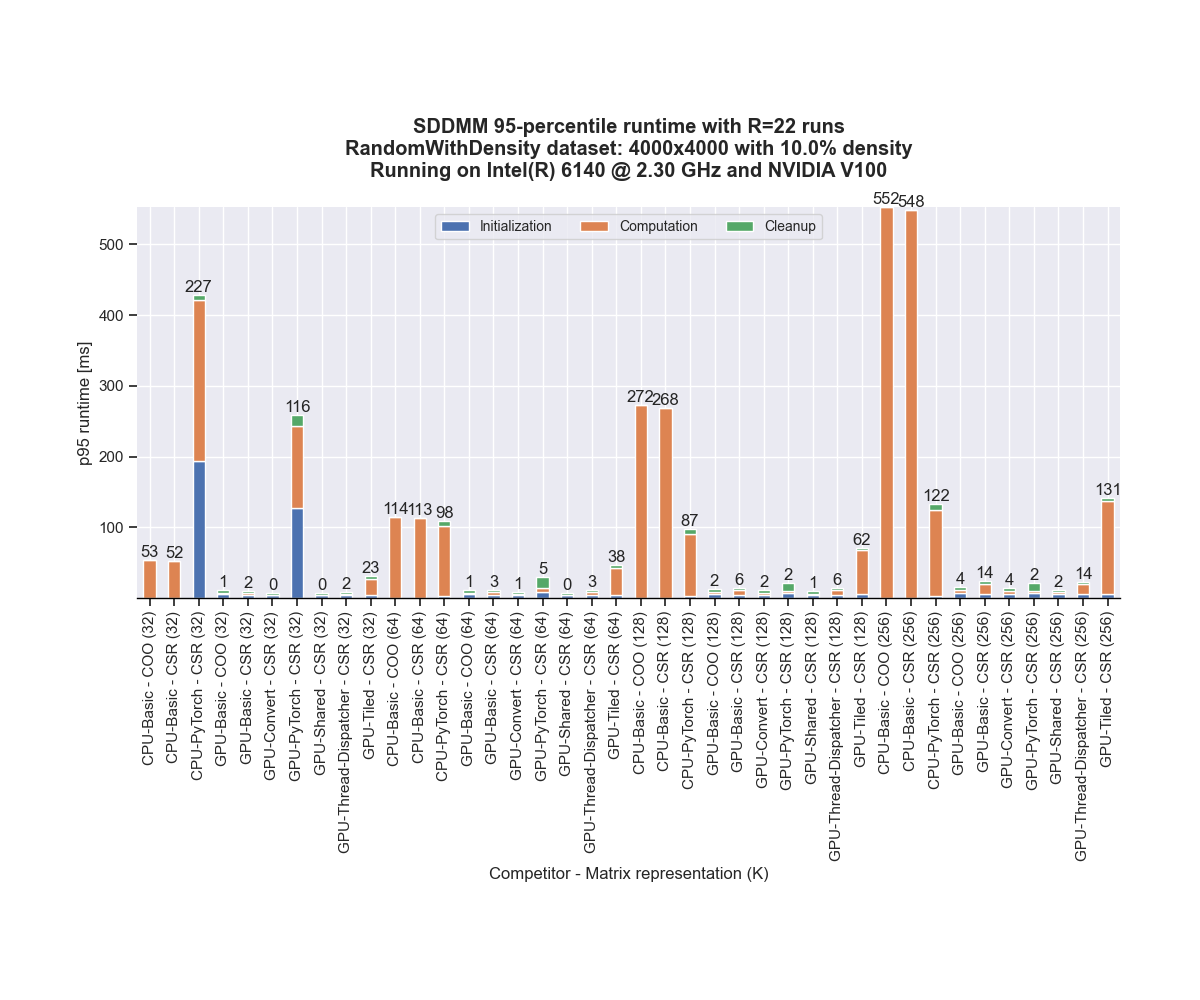 SDDMM 95-percentile runtime with R=22 runs
RandomWithDensity dataset: 4000x4000 with 10.0% density
Running on Intel(R) 6140 @ 2.30 GHz and NVIDIA V100
Initialization
Computation
Cleanup
p95 runtime [ms]
500
400
300
200
100
53
52
227
1
2
0
116
0
2
23
114
113
98
1
3
1
5
0
3
38
272
268
87
2
6
2
2
1
6
62
552
548
122
4
14
4
2
2
14
131
CPU-Basic - COO (32)
CPU-Basic - CSR (32)
CPU-PyTorch - CSR (32)
GPU-Basic - COO (32)
GPU-Basic - CSR (32)
GPU-Convert - CSR (32)
GPU-PyTorch - CSR (32)
GPU-Shared - CSR (32)
GPU-Thread-Dispatcher - CSR (32)
GPU-Tiled - CSR (32)
CPU-Basic - COO (64)
CPU-Basic - CSR (64)
CPU-PyTorch - CSR (64)
GPU-Basic - COO (64)
GPU-Basic - CSR (64)
GPU-Convert - CSR (64)
GPU-PyTorch - CSR (64)
GPU-Shared - CSR (64)
GPU-Thread-Dispatcher - CSR (64)
GPU-Tiled - CSR (64)
CPU-Basic - COO (128)
CPU-Basic - CSR (128)
CPU-PyTorch - CSR (128)
GPU-Basic - COO (128)
GPU-Basic - CSR (128)
GPU-Convert - CSR (128)
GPU-PyTorch - CSR (128)
GPU-Shared - CSR (128)
GPU-Thread-Dispatcher - CSR (128)
GPU-Tiled - CSR (128)
CPU-Basic - COO (256)
CPU-Basic - CSR (256)
CPU-PyTorch - CSR (256)
GPU-Basic - COO (256)
GPU-Basic - CSR (256)
GPU-Convert - CSR (256)
GPU-PyTorch - CSR (256)
GPU-Shared - CSR (256)
GPU-Thread-Dispatcher - CSR (256)
GPU-Tiled - CSR (256)
Competitor - Matrix representation (K)